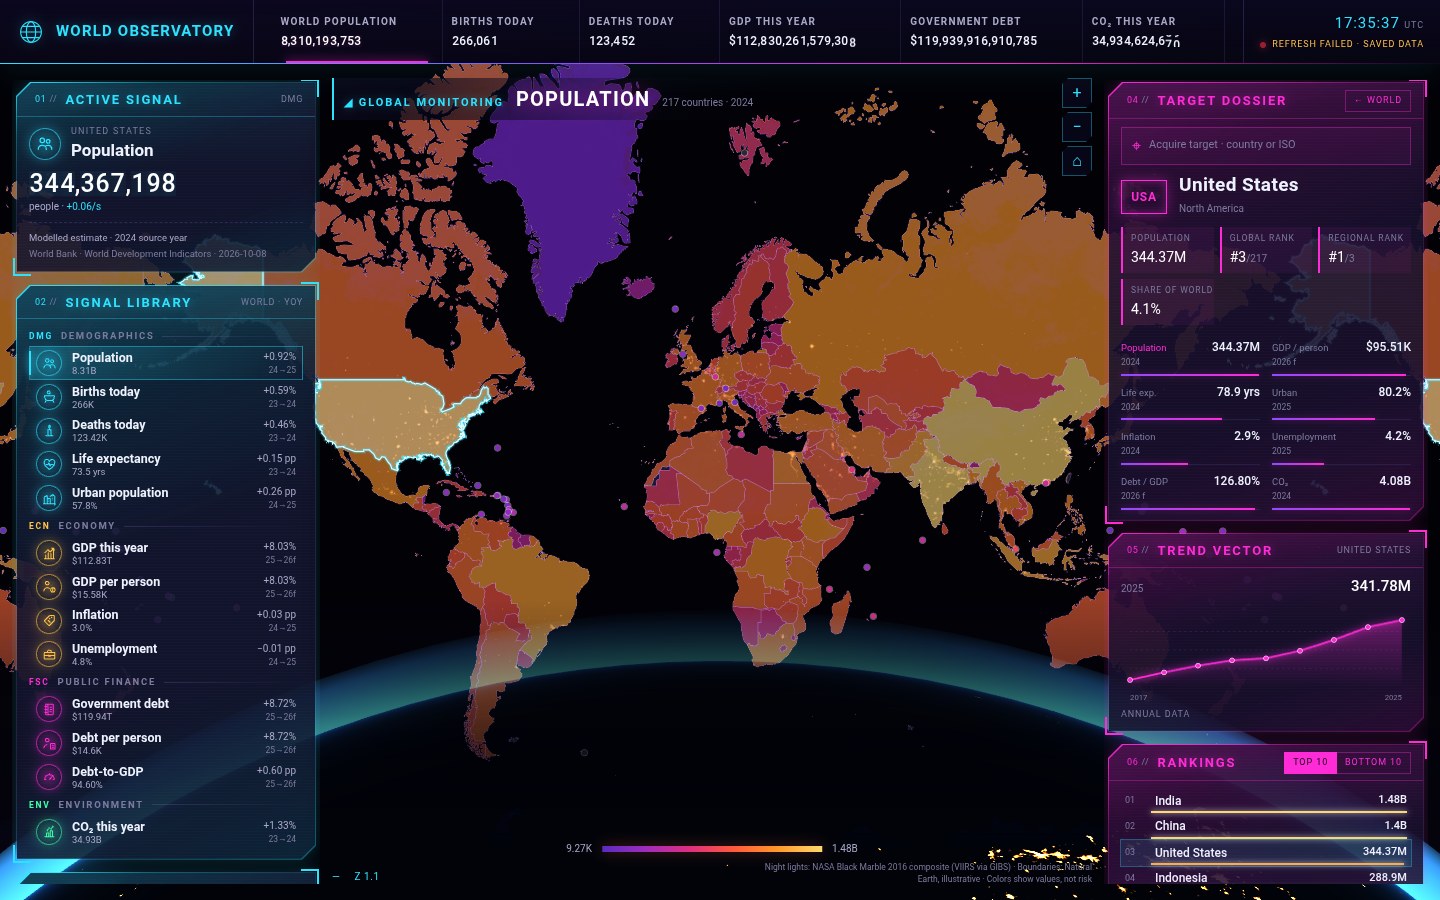 WORLD OBSERVATORY
WORLD POPULATION
8,310,193,753
BIRTHS TODAY
266,061
DEATHS TODAY
123,452
GDP THIS YEAR
$112,830,261,579,308
GOVERNMENT DEBT
$119,939,916,910,785
CO₂ THIS YEAR
34,934,624,6
17:35:37 UTC
REFRESH FAILED · SAVED DATA
01 // ACTIVE SIGNAL
DMG
UNITED STATES
Population
344,367,198
people · +0.06/s
Modelled estimate · 2024 source year
World Bank · World Development Indicators · 2026-10-08
02 // SIGNAL LIBRARY
WORLD · YOY
DMG DEMOGRAPHICS
Population +0.92%
8.31B 24→25
Births today +0.59%
266K 23→24
Deaths today +0.46%
123.42K 23→24
Life expectancy +0.15 pp
73.5 yrs 23→24
Urban population +0.26 pp
57.8% 24→25
ECN ECONOMY
GDP this year +8.03%
$112.83T 25→26f
GDP per person +8.03%
$15.58K 25→26f
Inflation +0.03 pp
3.0% 24→25
Unemployment −0.01 pp
4.8% 24→25
FSC PUBLIC FINANCE
Government debt +8.72%
$119.94T 25→26f
Debt per person +8.72%
$14.6K 25→26f
Debt-to-GDP +0.60 pp
94.60% 25→26f
ENV ENVIRONMENT
CO₂ this year +1.33%
34.93B 23→24
GLOBAL MONITORING POPULATION 217 countries · 2024
+
−
⌂
9.27K 1.48B
− Z 1.1
Night lights: NASA Black Marble 2016 composite (VIIRS via GIBS) · Boundaries: Natural
Earth, illustrative · Colors show values, not risk
04 // TARGET DOSSIER
← WORLD
Acquire target · country or ISO
USA
United States
North America
POPULATION
344.37M
GLOBAL RANK
#3/217
REGIONAL RANK
#1/3
SHARE OF WORLD
4.1%
Population 344.37M
2024
GDP / person $95.51K
2026 f
Life exp. 78.9 yrs
2024
Urban 80.2%
2025
Inflation 2.9%
2024
Unemployment 4.2%
2025
Debt / GDP 126.80%
2026 f
CO₂ 4.08B
2024
05 // TREND VECTOR
UNITED STATES
2025 341.78M
2017 2025
ANNUAL DATA
06 // RANKINGS
TOP 10 BOTTOM 10
01 India 1.48B
02 China 1.4B
03 United States 344.37M
04 Indonesia 288.9M